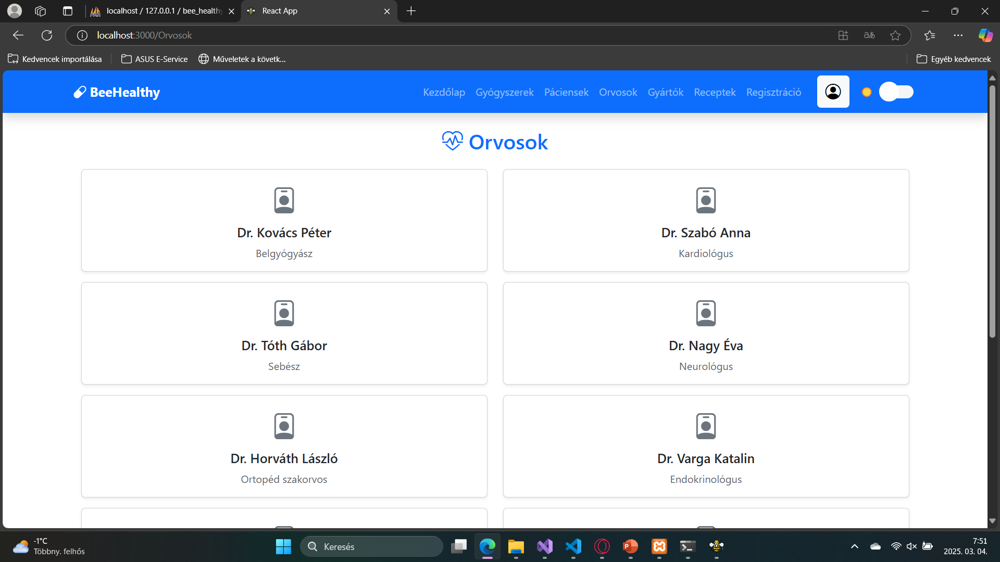 localhost / 127.0.0.1 / bee_healthy
React App
localhost:3000/Orvosok
Kedvencek importálása
ASUS E-Service
Műveletek a követk...
Egyéb kedvencek
BeeHealthy
Kezdőlap
Gyógyszerek
Páciensek
Orvosok
Gyártók
Receptek
Regisztráció
Orvosok
Dr. Kovács Péter
Belgyógyász
Dr. Szabó Anna
Kardiológus
Dr. Tóth Gábor
Sebész
Dr. Nagy Éva
Neurológus
Dr. Horváth László
Ortopéd szakorvos
Dr. Varga Katalin
Endokrinológus
-1°C
Többny. felhős
Keresés
7:51
2025. 03. 04.